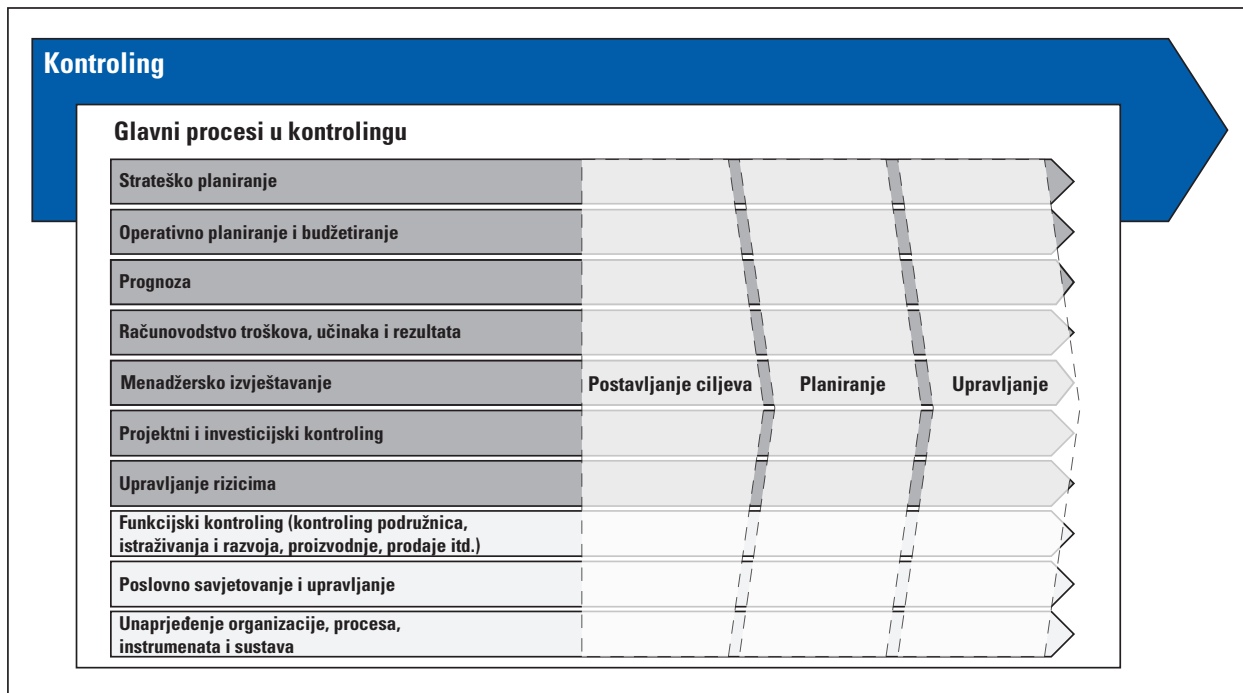 Kontroling
Glavni procesi u kontrolingu
Strateško planiranje
Operativno planiranje i budžetiranje
Prognoza
Računovodstvo troškova, učinaka i rezultata
Menadžersko izvještavanje
Postavljanje ciljeva
Planiranje
Upravljanje
Projektni i investicijski kontroling
Upravljanje rizicima
Funkcijski kontroling (kontroling podružnica,
istraživanja i razvoja, proizvodnje, prodaje itd.)
Poslovno savjetovanje i upravljanje
Unaprjeđenje organizacije, procesa,
instrumenata i sustava